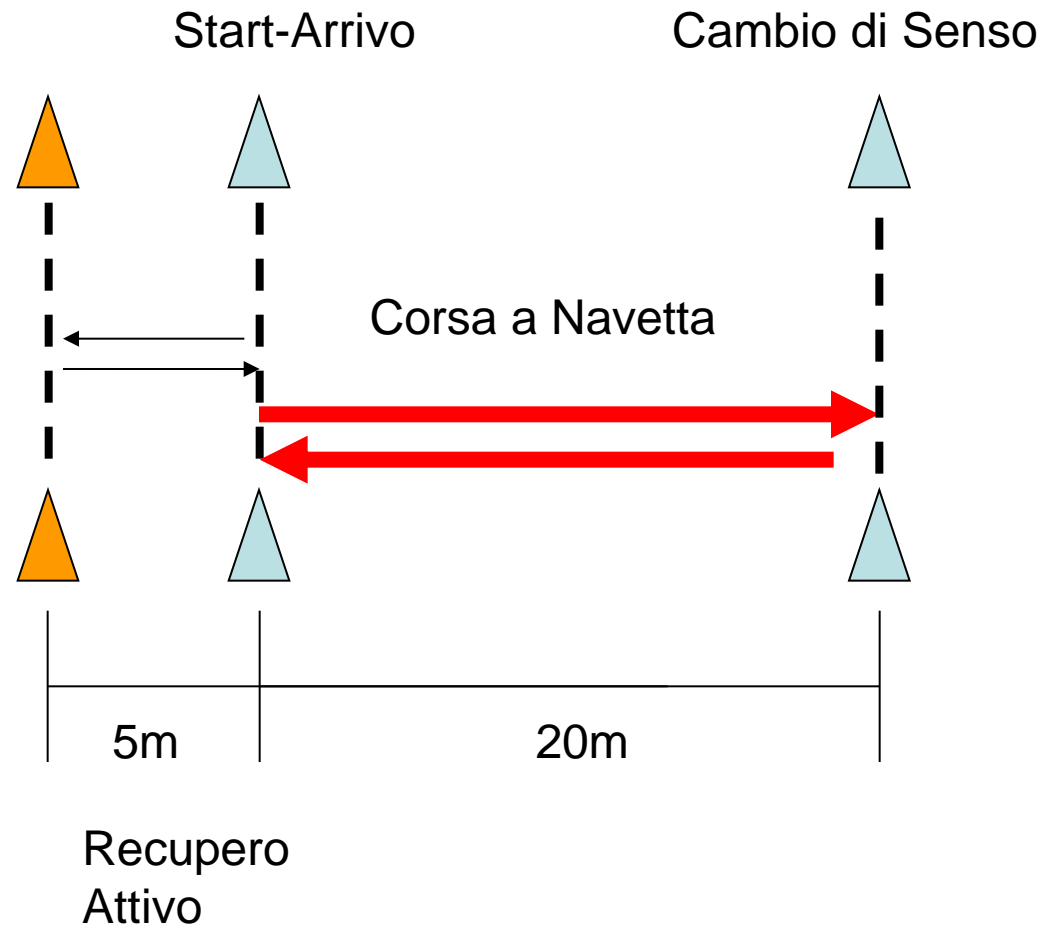 Start-Arrivo
Cambio di Senso
Corsa a Navetta
5m
20m
Recupero
Attivo